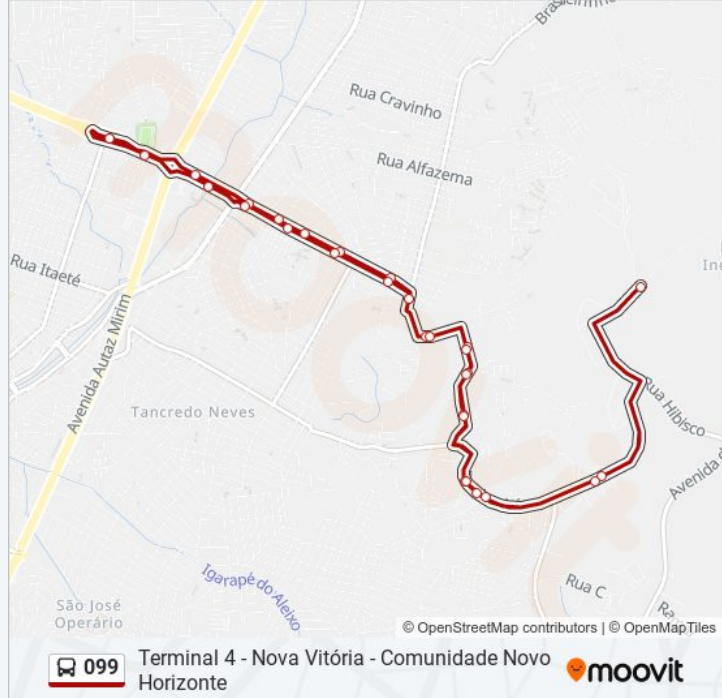 Brasileirinho
Rua Cravinho
Rua Alfazema
Rua Itaeté
Avenida Autaz Mirim
Tancredo Neves
Rua Hibisco
Igarapé do Aleixo
Rua C
São José
Operário
© OpenStreetMap contributors | © OpenMapTiles
099
Terminal 4 - Nova Vitória - Comunidade Novo
Horizonte
moovit